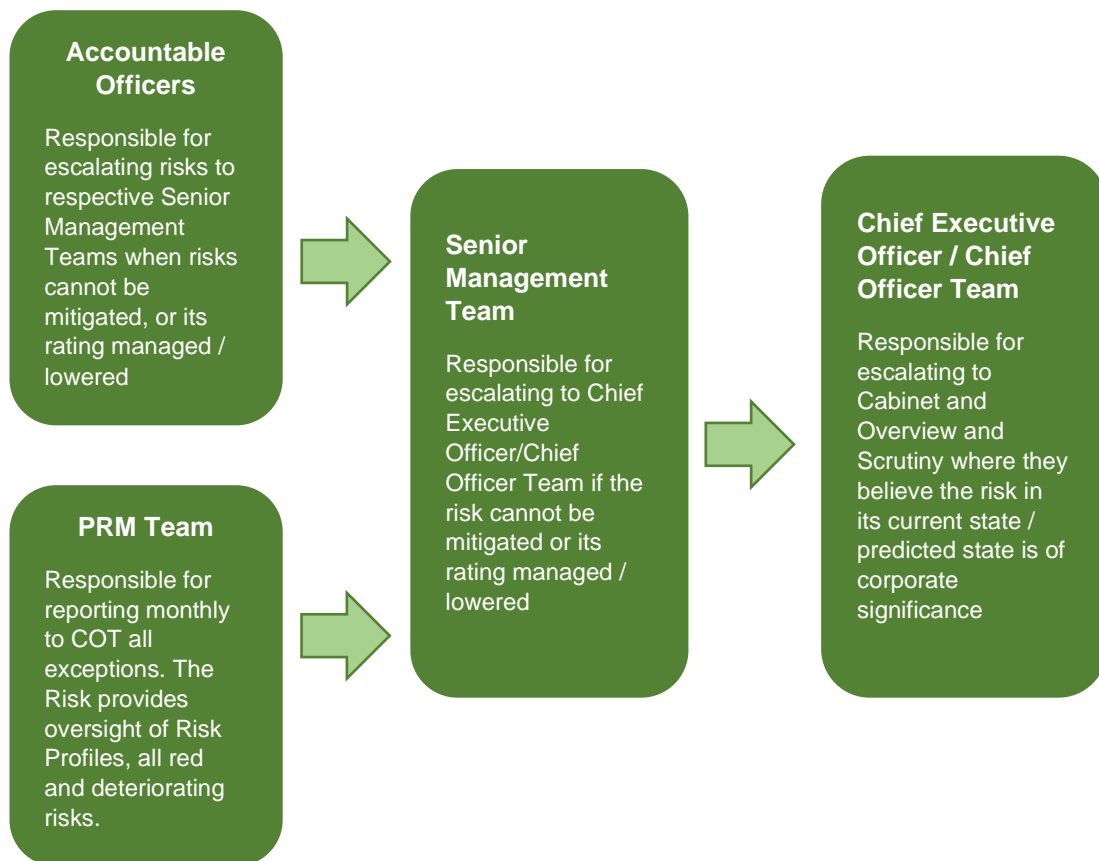 Accountable
Officers
Responsible for
escalating risks to
respective Senior
Management
Teams when risks
cannot be
mitigated, or its
rating managed /
lowered
PRM Team
Responsible for
reporting monthly
to COT all
exceptions. The
Risk provides
oversight of Risk
Profiles, all red
and deteriorating
risks.
Senior
Management
Team
Responsible for
escalating to Chief
Executive
Officer/Chief
Officer Team if the
risk cannot be
mitigated or its
rating managed /
lowered
Chief Executive
Officer / Chief
Officer Team
Responsible for
escalating to
Cabinet and
Overview and
Scrutiny where they
believe the risk in
its current state /
predicted state is of
corporate
significance